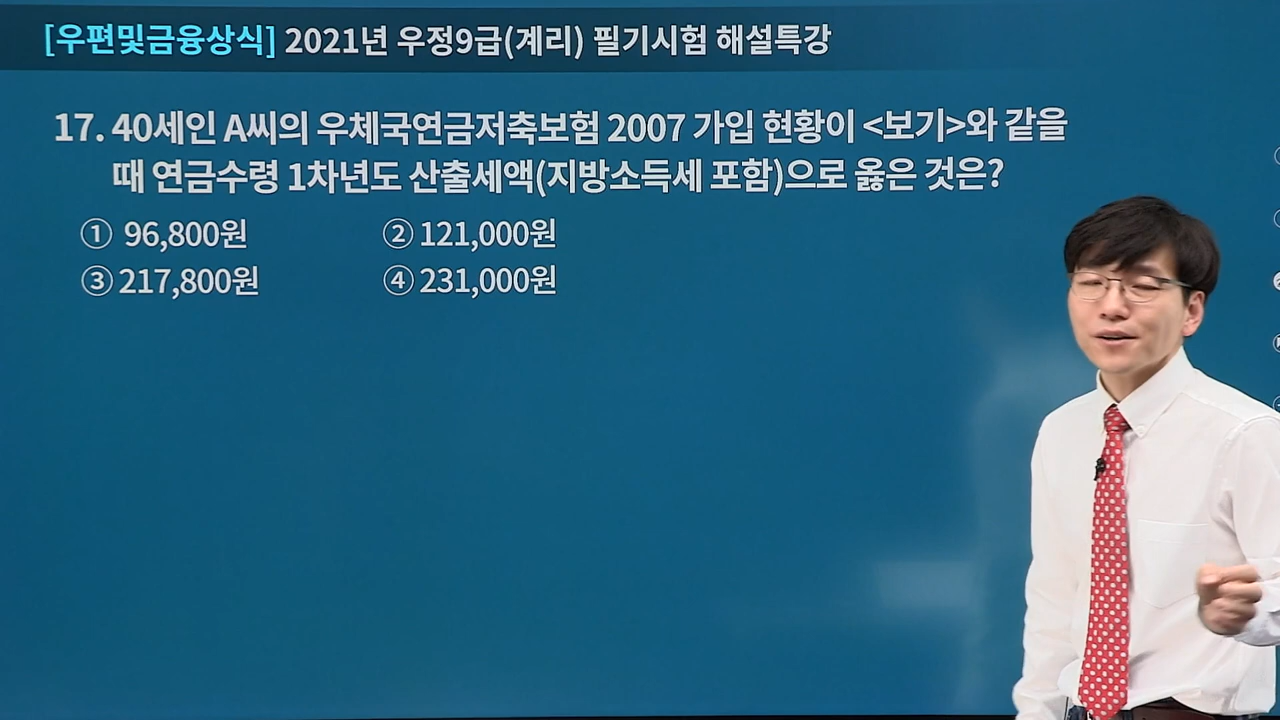 [우편및금융상식] 2021년 우정9급(계리) 필기시험 해설특강
17. 40세인 A씨의 우체국연금저축보험 2007 가입 현황이 <보기>와 같을
때 연금수령 1차년도 산출세액(지방소득세 포함)으로 옳은 것은?
① 96,800원 ② 121,000원
③ 217,800원 ④ 231,000원